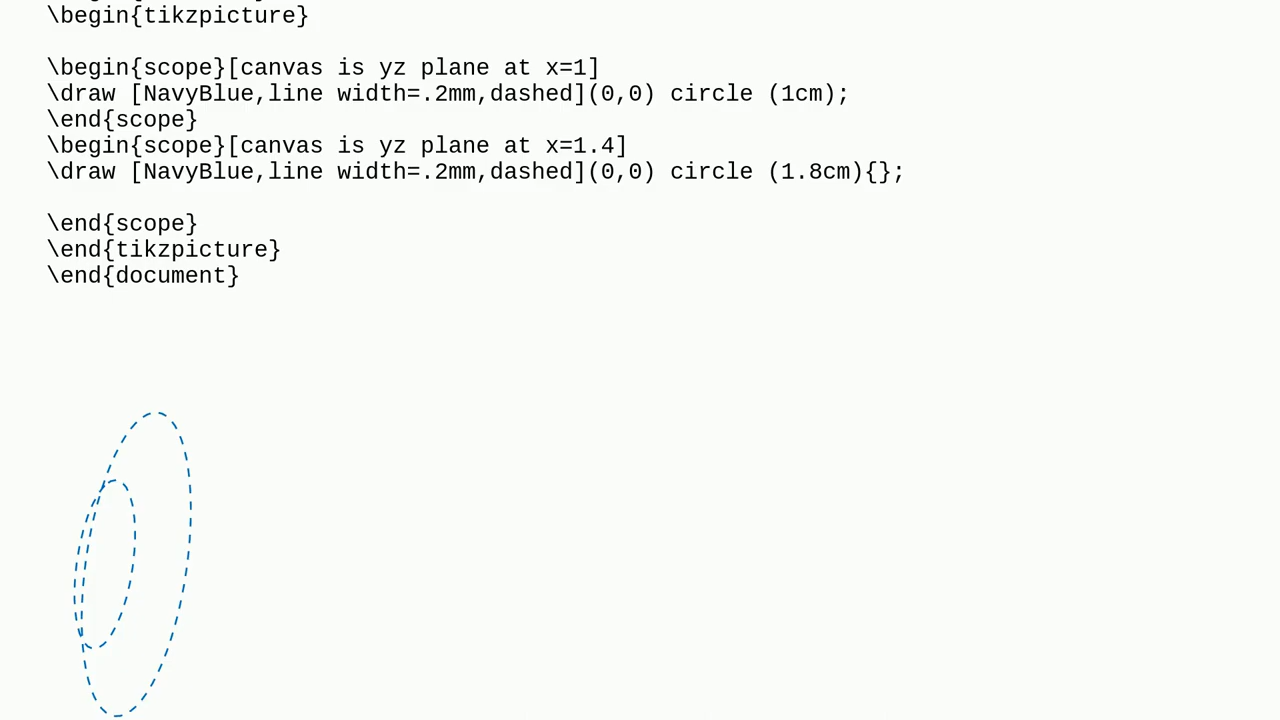 \begin{tikzpicture}
\begin{scope}[canvas is yz plane at x=1]
\draw [NavyBlue,line width=.2mm,dashed](0,0) circle (1cm);
\end{scope}
\begin{scope}[canvas is yz plane at x=1.4]
\draw [NavyBlue,line width=.2mm,dashed](0,0) circle (1.8cm){};
\end{scope}
\end{tikzpicture}
\end{document}